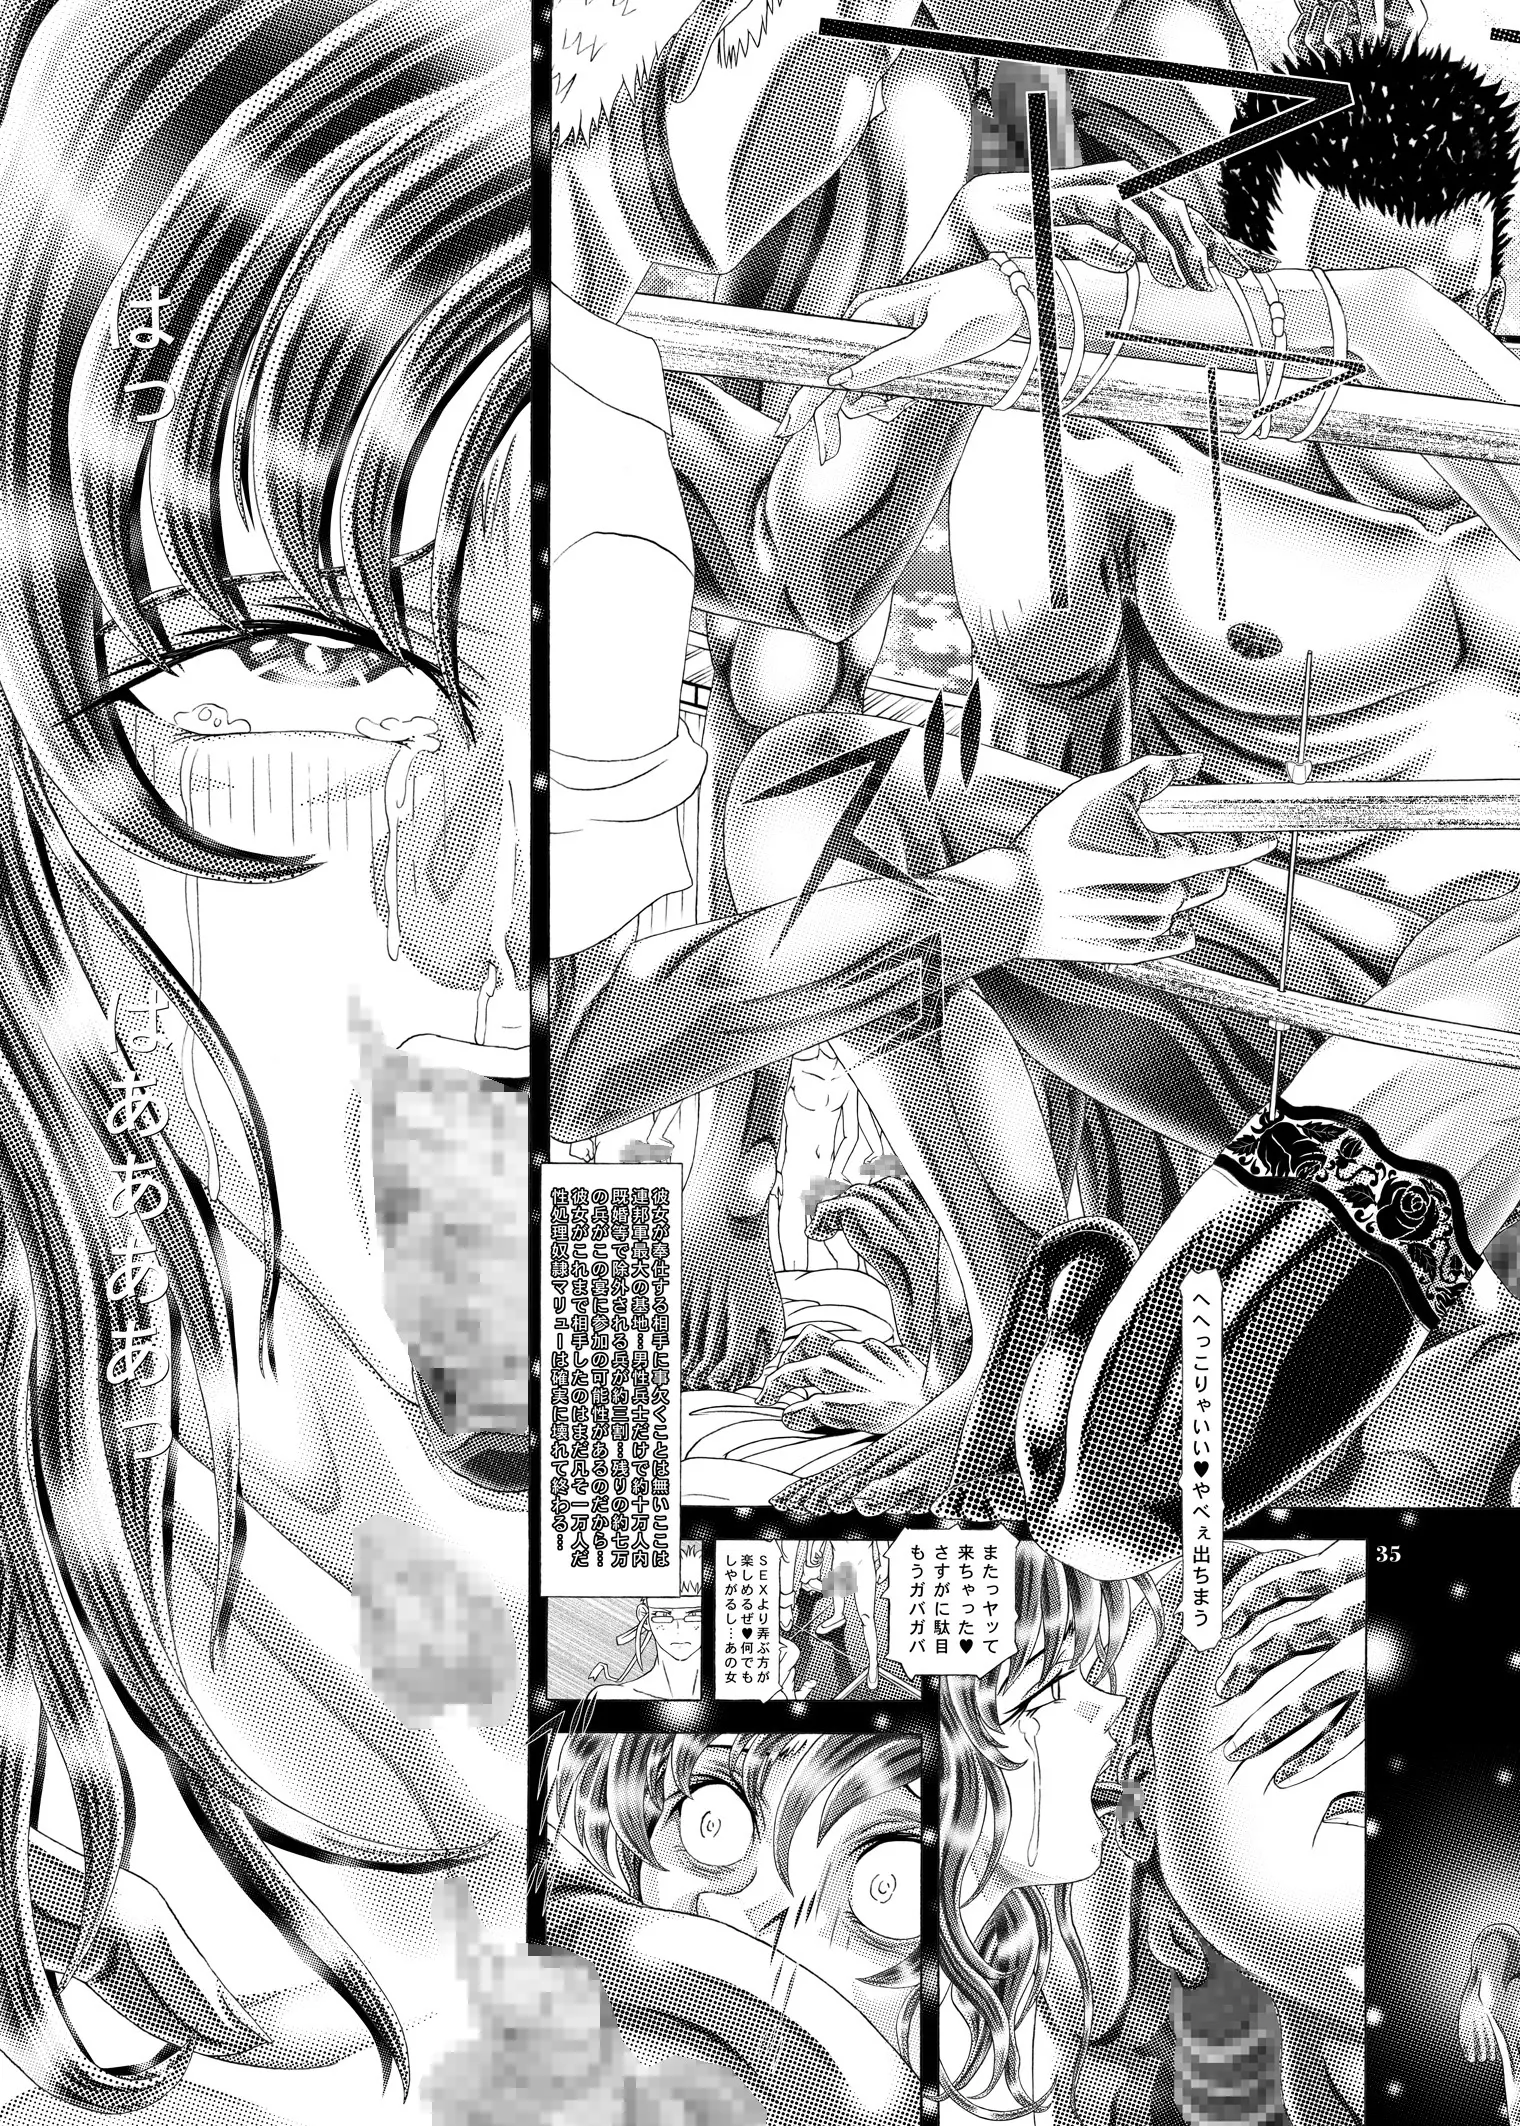 へへっこりゃいい♥やべぇ出ちまう
35
またっヤッて
来ちゃった♥
さすがに駄目
もうガバガバ
SEXより弄ぶ方が
楽しめるぜ♥何でも
しやがるし…あの女
彼女が奉仕する相手に事欠くことは無いここは
連邦軍最大の基地…男性兵士だけで約十万人内
既婚等で除外される兵が約三割…残りの約七万
の兵がこの宴に参加の可能性があるのだから…
彼女がこれまで相手したのはまだ凡そ一万人だ
性処理奴隷マリューは確実に壊れて終わる…
はっ
はあああぁっ